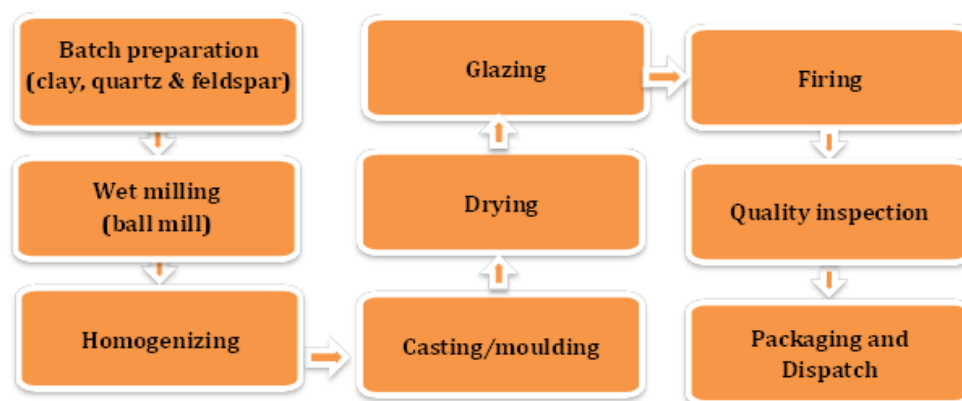 Batch preparation
(clay, quartz & feldspar)
Wet milling
(ball mill)
Homogenizing
Casting/moulding
Drying
Glazing
Firing
Quality inspection
Packaging and
Dispatch